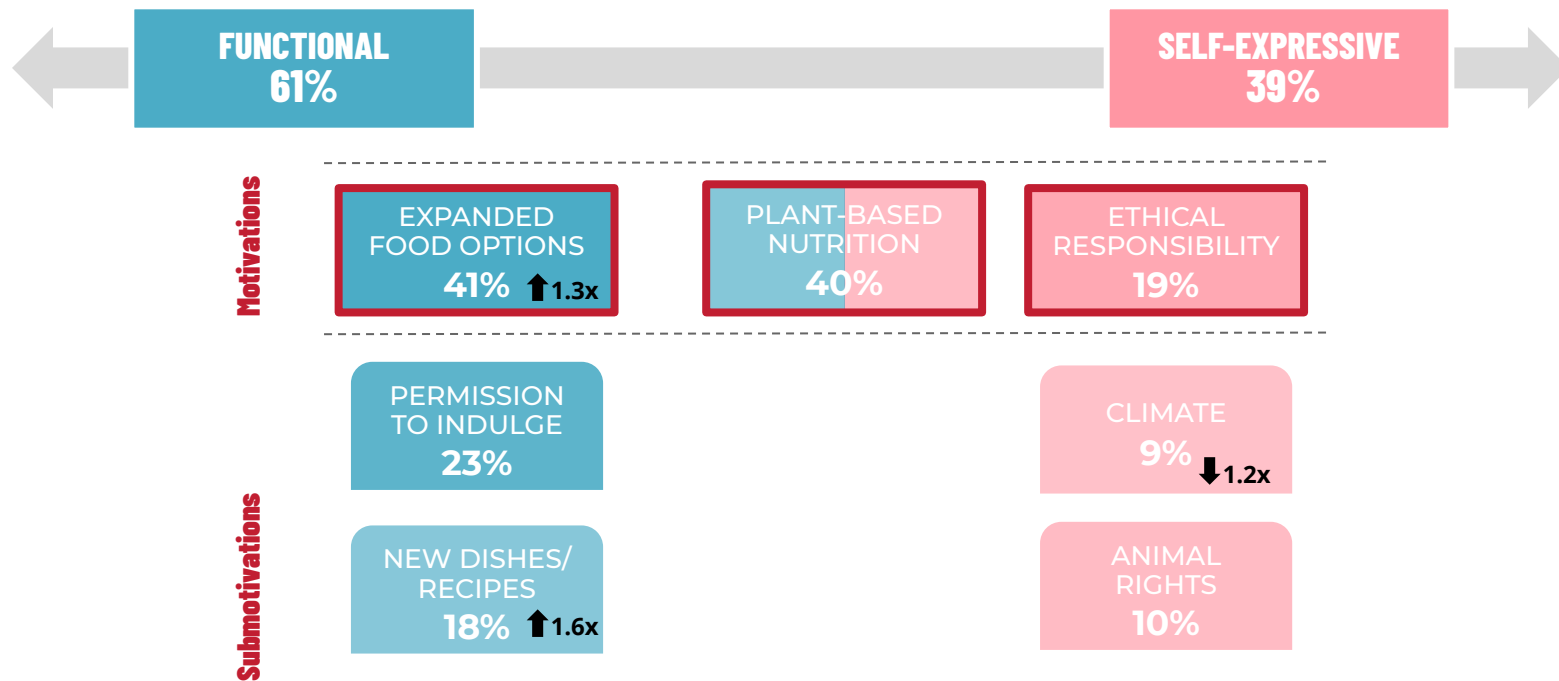 FUNCTIONAL
61%
SELF-EXPRESSIVE
39%
Motivations
EXPANDED
FOOD OPTIONS
41% 1.3x
PLANT-BASED
NUTRITION
40%
ETHICAL
RESPONSIBILITY
19%
Submotivations
PERMISSION
TO INDULGE
23%
CLIMATE
9%
1.2x
NEW DISHES/
RECIPES
18% 1.6x
ANIMAL
RIGHTS
10%